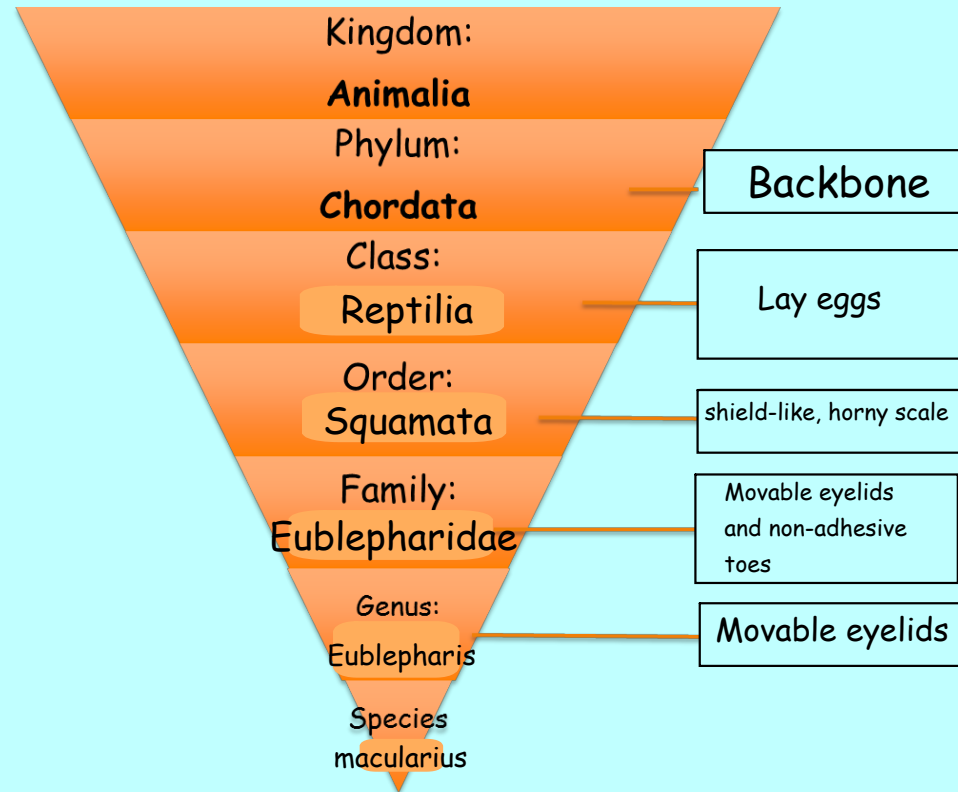 Kingdom:
Animalia
Phylum:
Chordata
Backbone
Class:
Reptilia
Lay eggs
Order:
Squamata
shield-like, horny scale
Family:
Eublepharidae
Movable eyelids
and non-adhesive
toes
Genus:
Eublepharis
Movable eyelids
Species
macularius